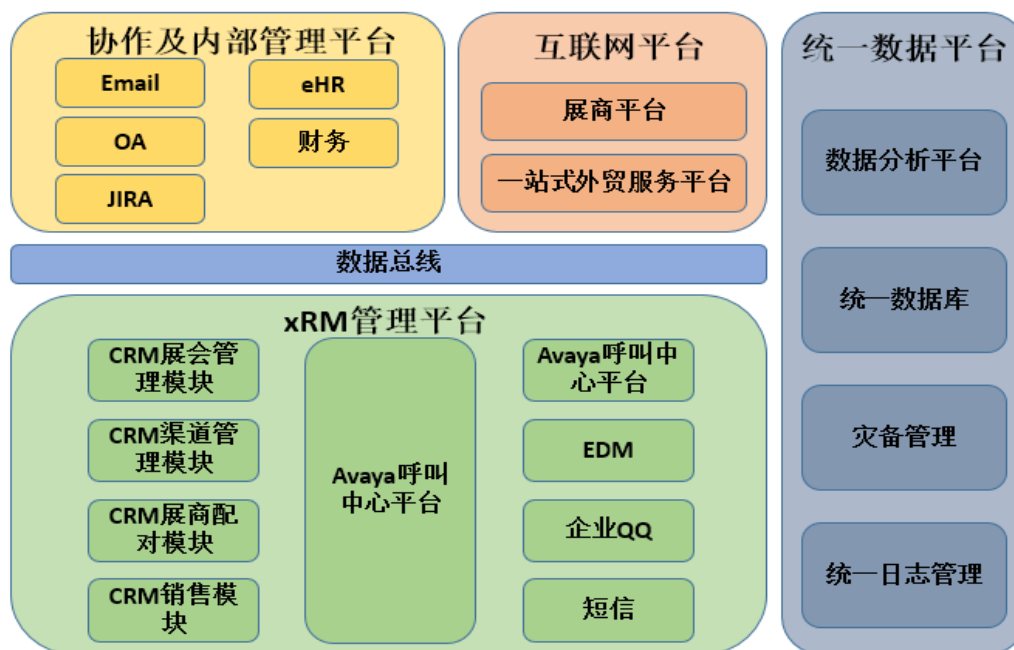 协作及内部管理平台
Email
eHR
OA
财务
JIRA
互联网平台
展商平台
一站式外贸服务平台
统一数据平台
数据分析平台
统一数据库
灾备管理
统一日志管理
数据总线
xRM管理平台
CRM展会管
理模块
CRM渠道管
理模块
CRM展商配
对模块
CRM销售模
块
Avaya呼叫
中心平台
Avaya呼叫中
心平台
EDM
企业QQ
短信